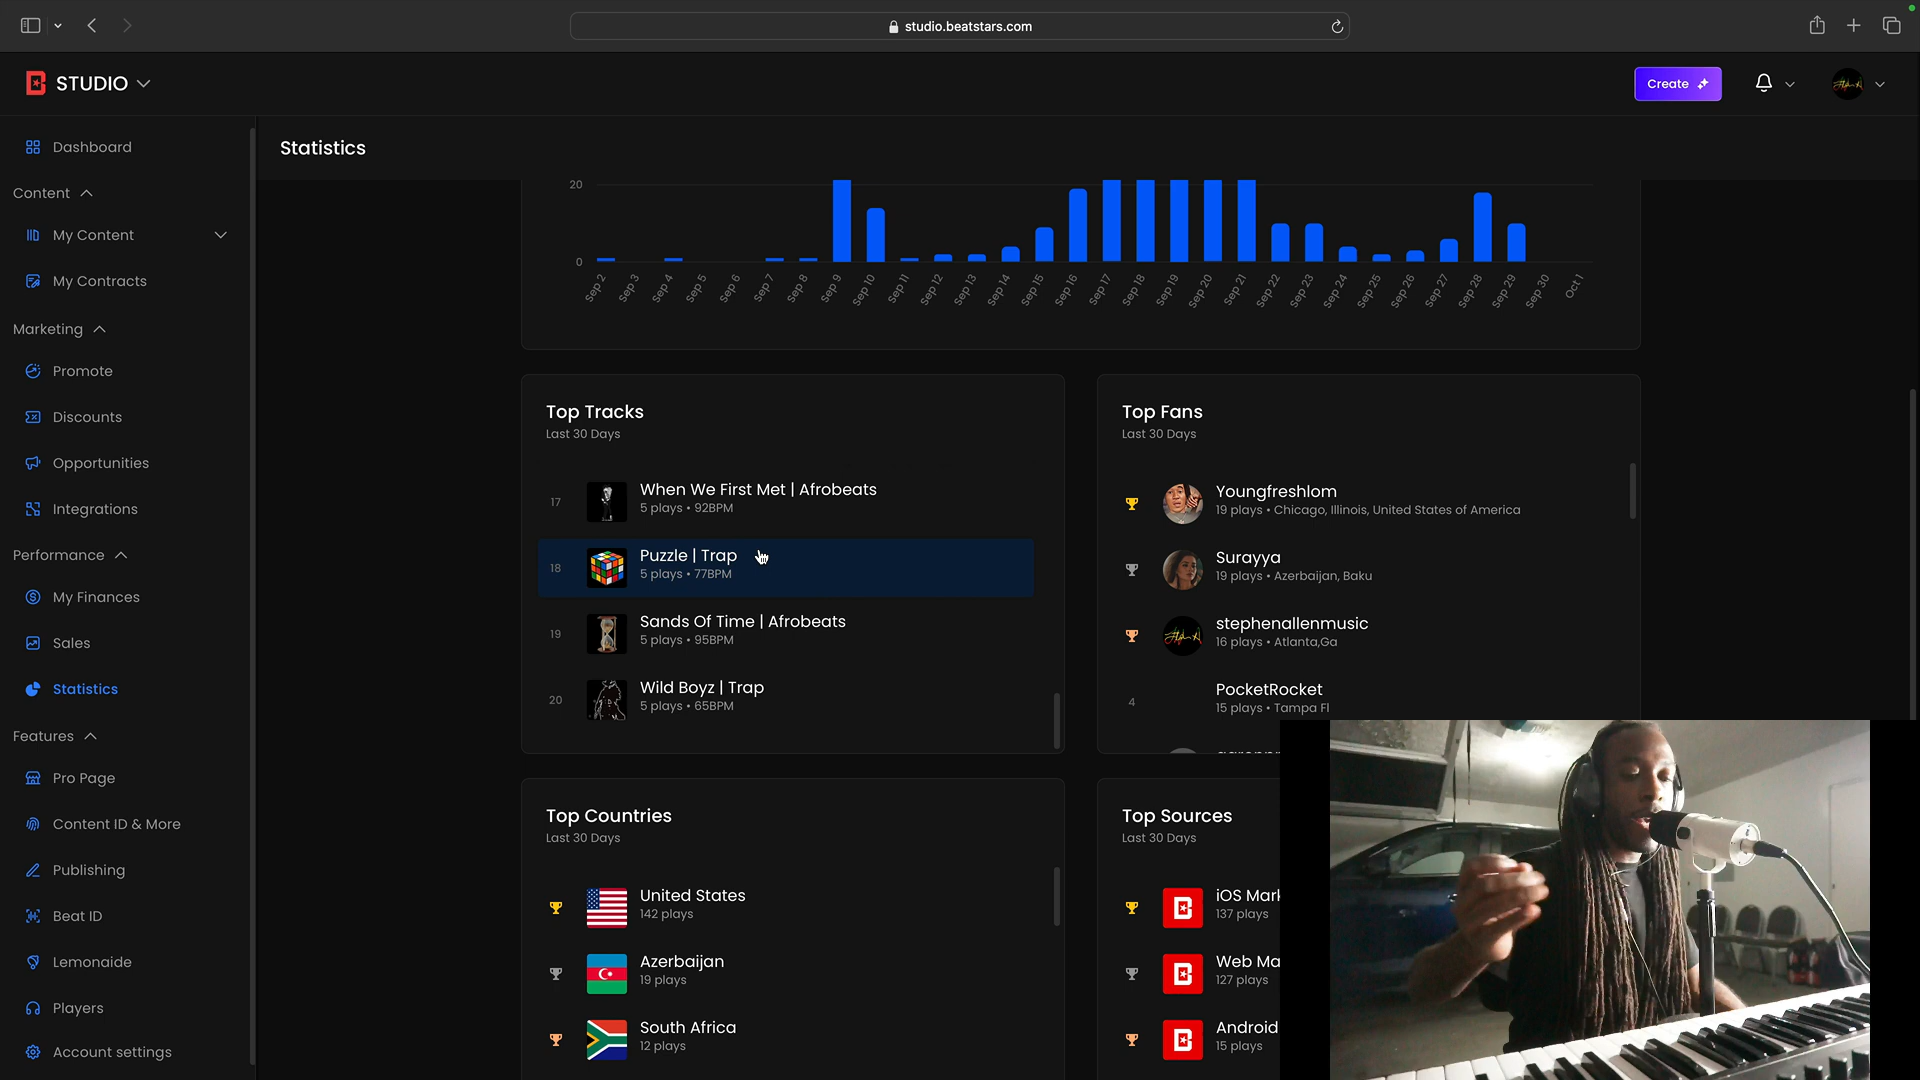 studio.beatstars.com
STUDIO
Create
Dashboard
Content
My Content
My Contracts
Marketing
Promote
Discounts
Opportunities
Integrations
Performance
My Finances
Sales
Statistics
Features
Pro Page
Content ID & More
Publishing
Beat ID
Lemonaide
Players
Account settings
Statistics
20
0
Sep 2
Sep 3
Sep 4
Sep 5
Sep 6
Sep 7
Sep 8
Sep 9
Sep 10
Sep 11
Sep 12
Sep 13
Sep 14
Sep 15
Sep 16
Sep 17
Sep 18
Sep 19
Sep 20
Sep 21
Sep 22
Sep 23
Sep 24
Sep 25
Sep 26
Sep 27
Sep 28
Sep 29
Sep 30
Oct 1
Top Tracks
Last 30 Days
17
When We First Met | Afrobeats
5 plays • 92BPM
18
Puzzle | Trap
5 plays • 77BPM
19
Sands Of Time | Afrobeats
5 plays • 95BPM
20
Wild Boyz | Trap
5 plays • 65BPM
Top Fans
Last 30 Days
Youngfreshlom
19 plays • Chicago, Illinois, United States of America
Surayya
19 plays • Azerbaijan, Baku
stephenallenmusic
16 plays • Atlanta,Ga
4
PocketRocket
15 plays • Tampa Fl
Top Countries
Last 30 Days
United States
142 plays
Azerbaijan
19 plays
South Africa
12 plays
Top Sources
Last 30 Days
iOS Mar
137 plays
Web Ma
127 plays
Android
15 plays